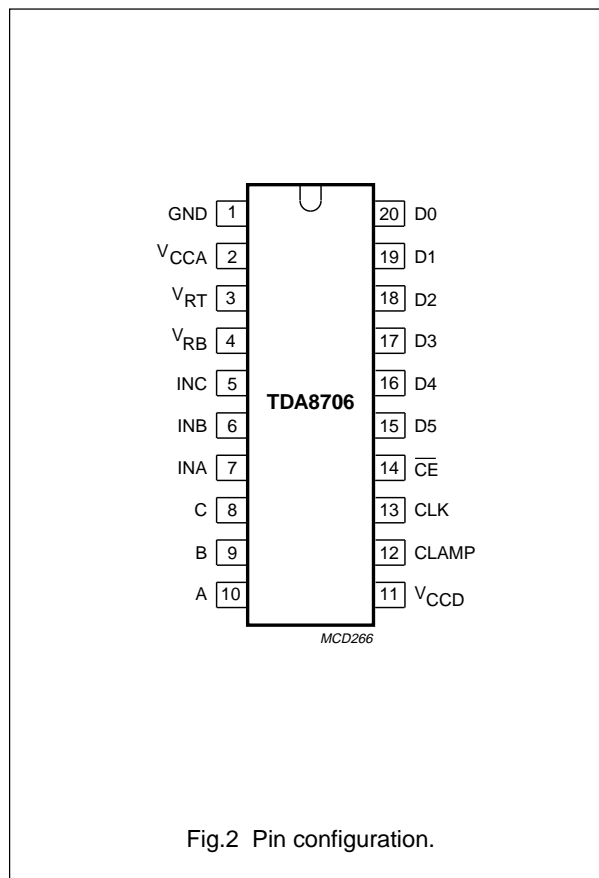 GND 1 20 D0
VCCA 2 19 D1
VRT 3 18 D2
VRB 4 17 D3
INC 5 16 D4
TDA8706
INB 6 15 D5
INA 7 14 C̅E̅
C 8 13 CLK
B 9 12 CLAMP
A 10 11 VCCD
MCD266
Fig.2 Pin configuration.